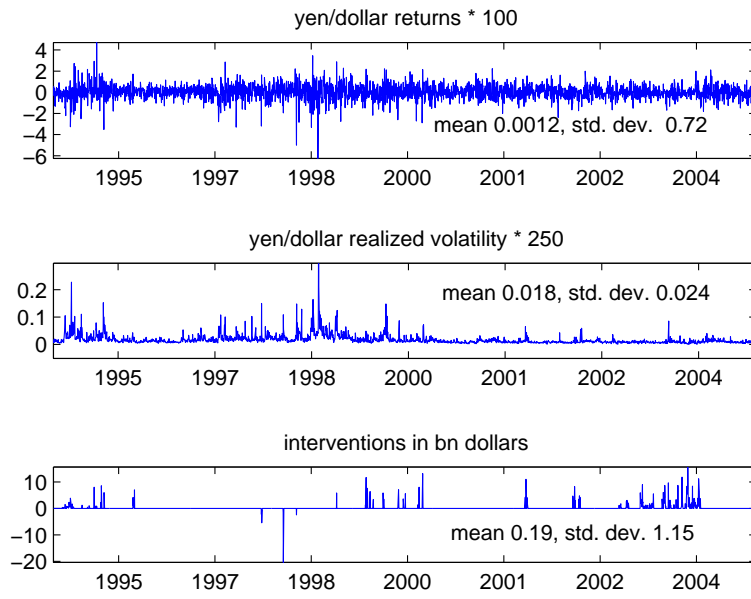 yen/dollar returns * 100
4
2
0
−2
−4
−6
mean 0.0012, std. dev.  0.72
1995 1997 1998 2000 2001 2002 2004
yen/dollar realized volatility * 250
0.2
0.1
0
mean 0.018, std. dev. 0.024
1995 1997 1998 2000 2001 2002 2004
interventions in bn dollars
10
0
−10
−20
mean 0.19, std. dev. 1.15
1995 1997 1998 2000 2001 2002 2004